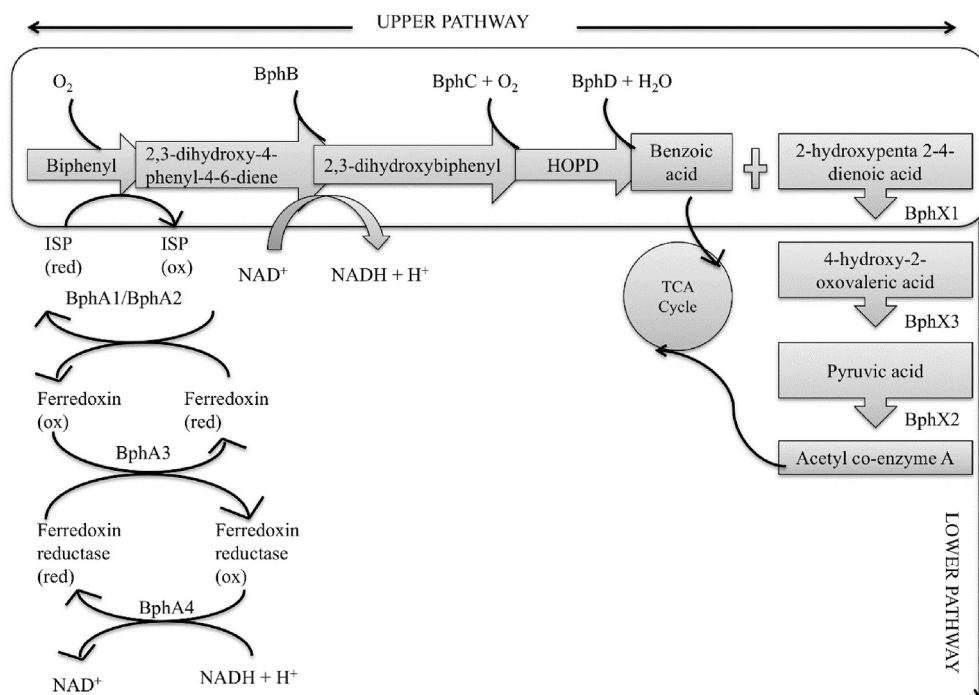 UPPER PATHWAY
O₂
BphB
BphC + O₂
BphD + H₂O
Biphenyl
2,3-dihydroxy-4-
phenyl-4-6-diene
2,3-dihydroxybiphenyl
HOPD
Benzoic
acid
2-hydroxypenta 2-4-
dienoic acid
BphX1
ISP
(red)
ISP
(ox)
NAD⁺
NADH + H⁺
4-hydroxy-2-
oxovaleric acid
BphX3
TCA
Cycle
BphA1/BphA2
Pyruvic acid
BphX2
Ferredoxin
(ox)
Ferredoxin
(red)
BphA3
Acetyl co-enzyme A
Ferredoxin
reductase
(red)
Ferredoxin
reductase
(ox)
BphA4
NAD⁺
NADH + H⁺
LOWER PATHWAY